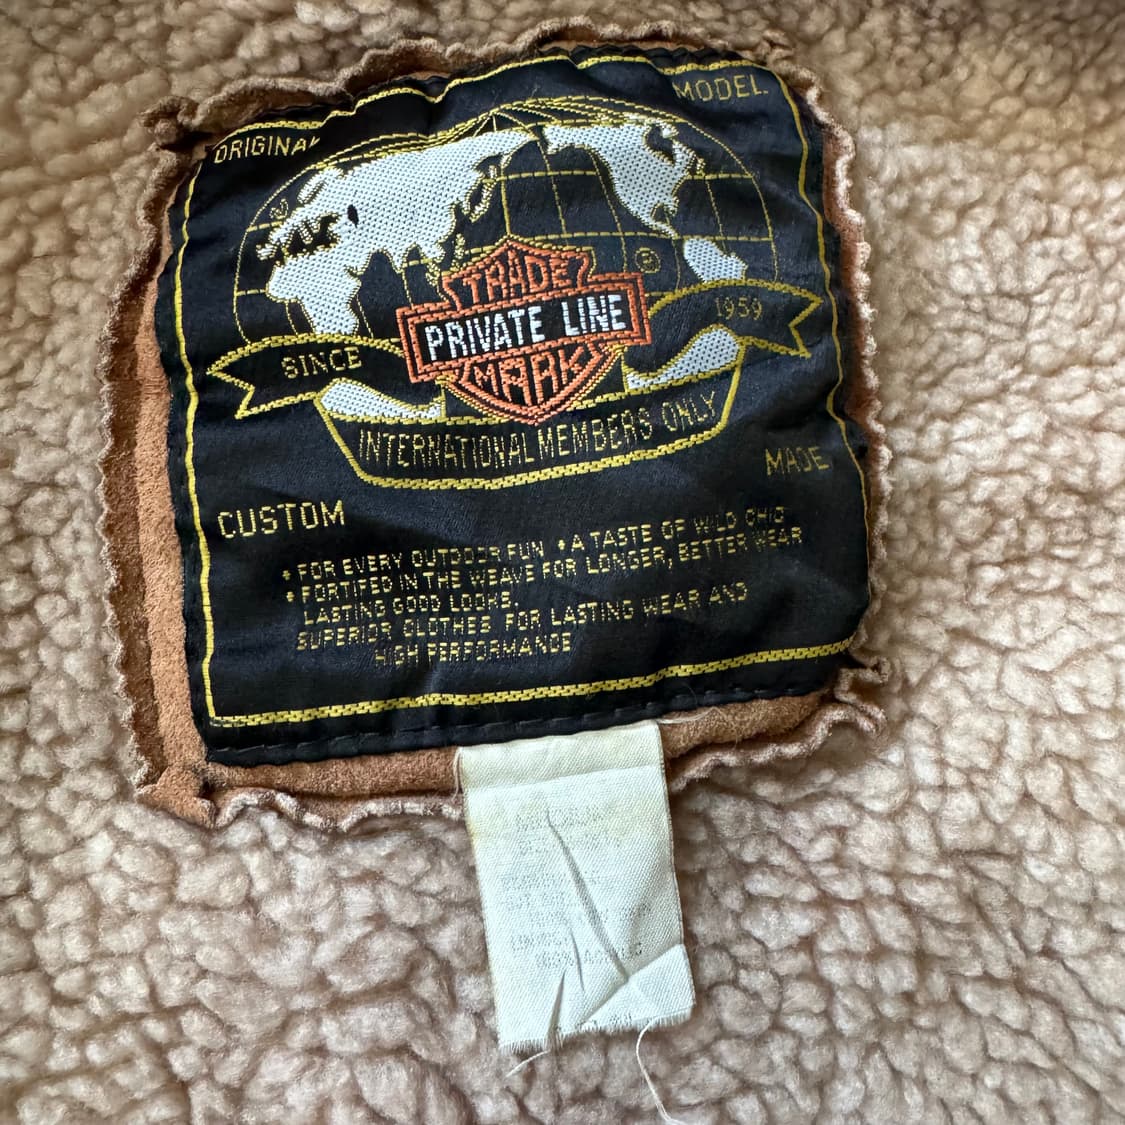 ORIGINAL
MODEL
TRADE
PRIVATE LINE
MARK
SINCE
1959
INTERNATIONAL MEMBERS ONLY
CUSTOM
MADE
• FOR EVERY OUTDOOR FUN • A TASTE OF WILD CHIC
• FORTIFED IN THE WEAVE FOR LONGER, BETTER WEAR
LASTING GOOD LOOKE,
SUPERIOR CLOTHES FOR LASTING WEAR AND
HIGH PERFORMANCE